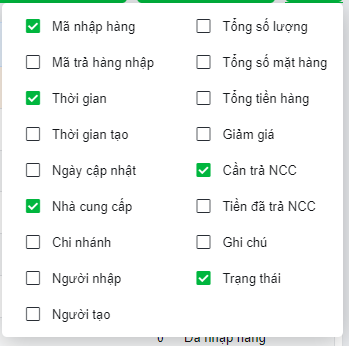 Mã nhập hàng
Mã trả hàng nhập
Thời gian
Thời gian tạo
Ngày cập nhật
Nhà cung cấp
Chi nhánh
Người nhập
Người tạo
Tổng số lượng
Tổng số mặt hàng
Tổng tiền hàng
Giảm giá
Cần trả NCC
Tiền đã trả NCC
Ghi chú
Trạng thái
0 Đã nhập hàng